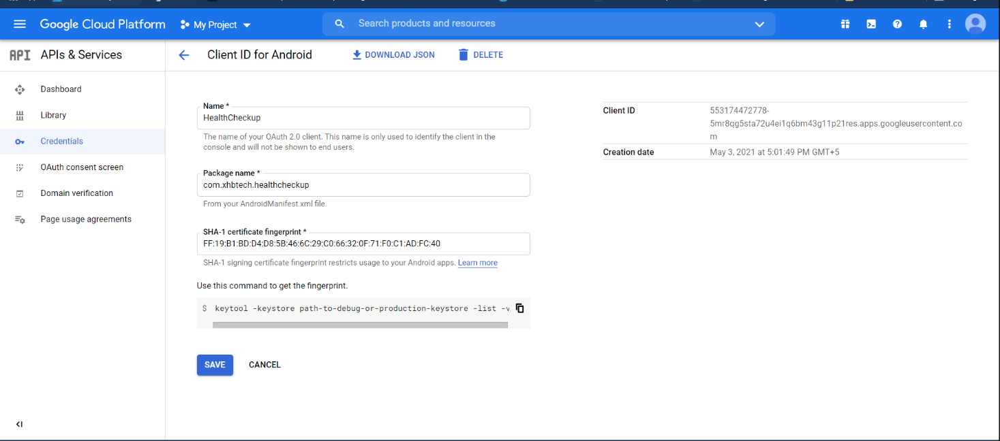 Google Cloud Platform
My Project
Search products and resources
API APIs & Services
Client ID for Android
DOWNLOAD JSON
DELETE
Dashboard
Library
Credentials
OAuth consent screen
Domain verification
Page usage agreements
Name *
HealthCheckup
The name of your OAuth 2.0 client. This name is only used to identify the client in the
console and will not be shown to end users.
Package name *
com.xhbtech.healthcheckup
From your AndroidManifest.xml file.
SHA-1 certificate fingerprint *
FF:19:B1:BD:D4:D8:5B:46:6C:29:C0:66:32:0F:71:F0:C1:AD:FC:40
SHA-1 signing certificate fingerprint restricts usage to your Android apps. Learn more
Use this command to get the fingerprint.
$ keytool -keystore path-to-debug-or-production-keystore -list -v
SAVE
CANCEL
Client ID
553174472778-
5mr8qg5sta72u4ei1q6bm43g11p21res.apps.googleusercontent.co
m
Creation date
May 3, 2021 at 5:01:49 PM GMT+5